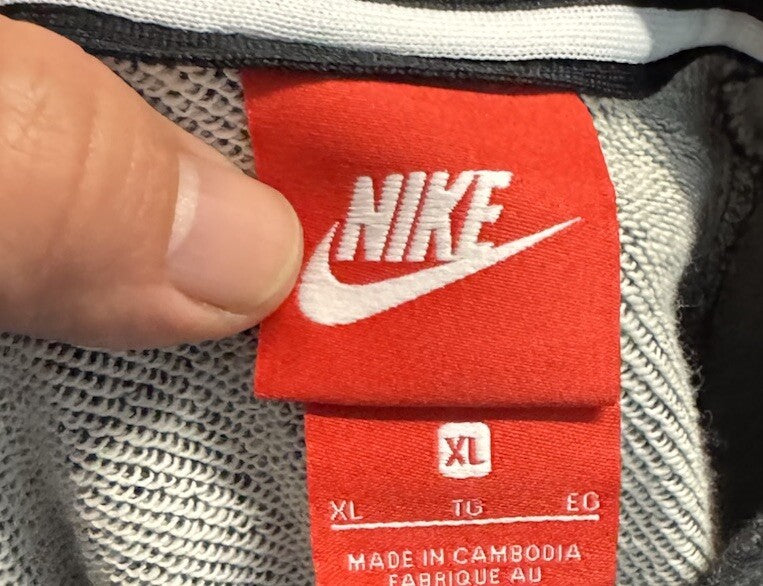 NIKE
XL
XL TG EG
MADE IN CAMBODIA
FABRIQUE AU